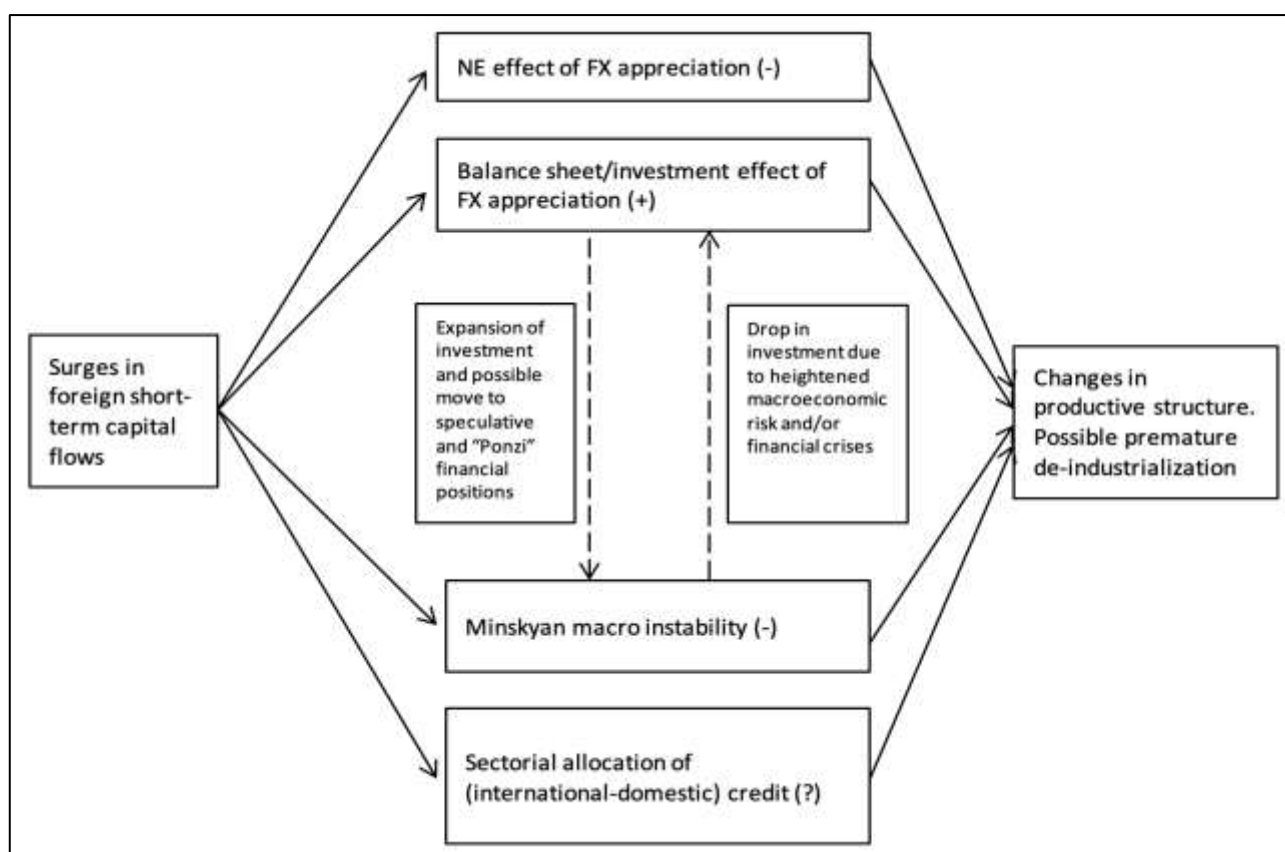 NE effect of FX appreciation (-)
Balance sheet/investment effect of
FX appreciation (+)
Surges in
foreign short-
term capital
flows
Expansion of
investment
and possible
move to
speculative
and “Ponzi”
financial
positions
Drop in
investment due
to heightened
macroeconomic
risk and/or
financial crises
Changes in
productive structure.
Possible premature
de-industrialization
Minskyan macro instability (-)
Sectorial allocation of
(international-domestic) credit (?)